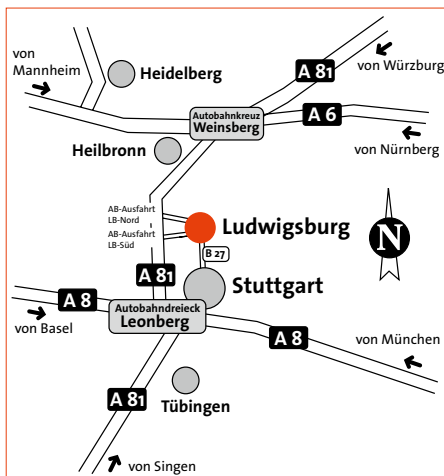 von
Mannheim
Heidelberg
A 81
von Würzburg
Autobahnkreuz
Weinsberg
A 6
von Nürnberg
Heilbronn
AB-Ausfahrt
LB-Nord
AB-Ausfahrt
LB-Süd
Ludwigsburg
B 27
N
A 81
Stuttgart
A 8
von Basel
Autobahndreieck
Leonberg
A 8
von München
A 81
Tübingen
von Singen